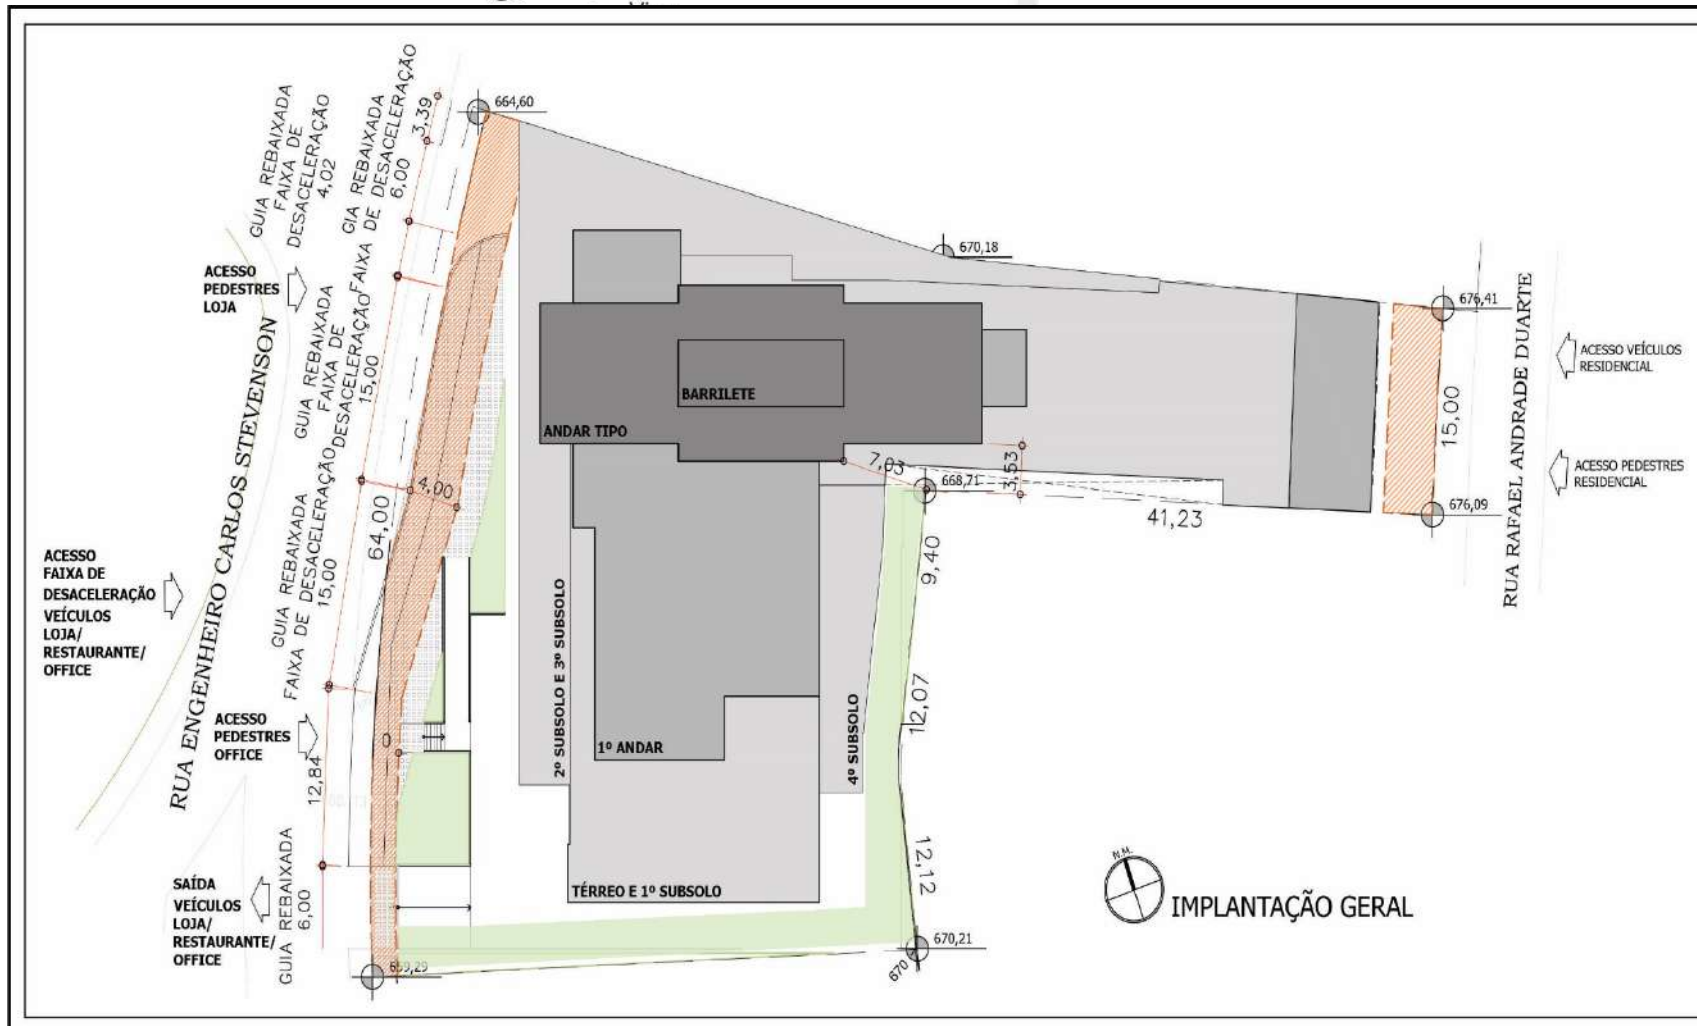 GUIA REBAIXADA
FAIXA DE
DESACELERAÇÃO
4,02
GIA REBAIXADA
FAIXA DE DESACELERAÇÃO
6,00
3,39
664,60
670,18
676,41
ACESSO
PEDESTRES
LOJA
GUIA REBAIXADA
FAIXA DE
DESACELERAÇÃO
15,00
RUA ENGENHEIRO CARLOS STEVENSON
BARRILETE
ANDAR TIPO
ACESSO VEÍCULOS
RESIDENCIAL
15,00
RUA RAFAEL ANDRADE DUARTE
ACESSO PEDESTRES
RESIDENCIAL
676,09
7,03
668,71
3,53
41,23
4,00
64,00
GUIA REBAIXADA
FAIXA DE DESACELERAÇÃO
15,00
ACESSO
FAIXA DE
DESACELERAÇÃO
VEÍCULOS
LOJA/
RESTAURANTE/
OFFICE
9,40
2º SUBSOLO E 3º SUBSOLO
4º SUBSOLO
12,07
1º ANDAR
ACESSO
PEDESTRES
OFFICE
0
12,84
12,12
SAÍDA
VEÍCULOS
LOJA/
RESTAURANTE/
OFFICE
GUIA REBAIXADA
6,00
TÉRREO E 1º SUBSOLO
N.M.
IMPLANTAÇÃO GERAL
670,21
670
659,29